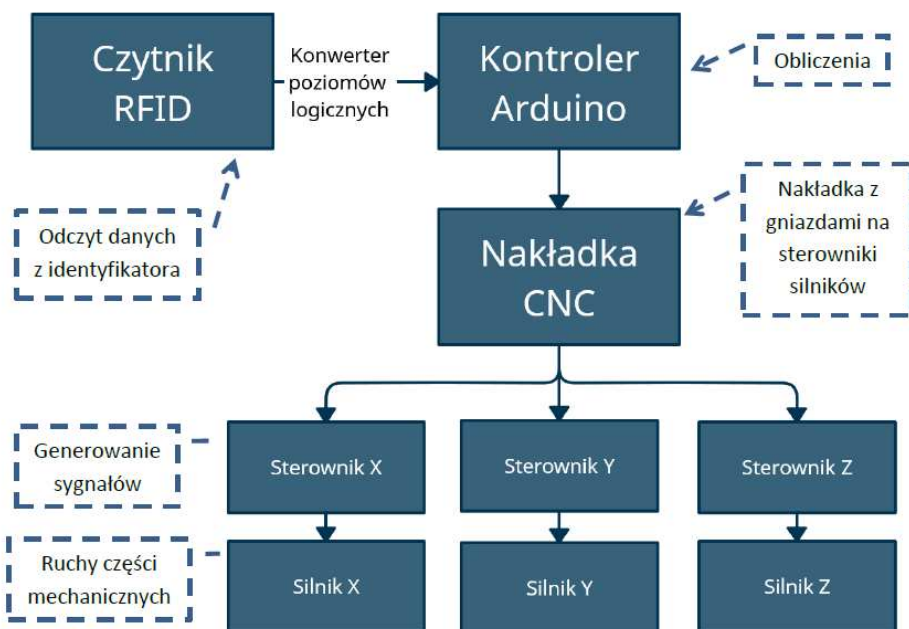 Czytnik
RFID
Konwerter
poziomów
logicznych
Kontroler
Arduino
Obliczenia
Odczyt danych
z identyfikatora
Nakładka
CNC
Nakładka z
gniazdami na
sterowniki
silników
Generowanie
sygnałów
Sterownik X
Sterownik Y
Sterownik Z
Ruchy części
mechanicznych
Silnik X
Silnik Y
Silnik Z